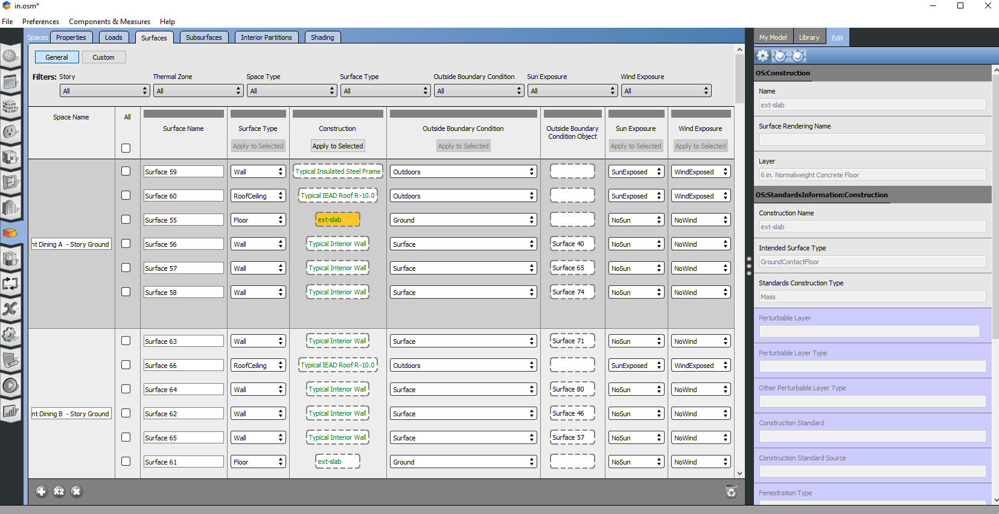 in.osm*
File Preferences Components & Measures Help
Spaces Properties Loads Surfaces Subsurfaces Interior Partitions Shading
General Custom
Filters: Story Thermal Zone Space Type Surface Type Outside Boundary Condition Sun Exposure Wind Exposure
All All All All All All All
Space Name All Surface Name Surface Type Construction Outside Boundary Condition Outside Boundary Condition Object Sun Exposure Wind Exposure
Apply to Selected Apply to Selected Apply to Selected Apply to Selected Apply to Selected
Surface 59 Wall Typical Insulated Steel Frame Outdoors SunExposed WindExposed
Surface 60 RoofCeiling Typical IEAD Roof R-10.0 Outdoors SunExposed WindExposed
Surface 55 Floor ext-slab Ground NoSun NoWind
nt Dining A - Story Ground Surface 56 Wall Typical Interior Wall Surface Surface 40 NoSun NoWind
Surface 57 Wall Typical Interior Wall Surface Surface 65 NoSun NoWind
Surface 58 Wall Typical Interior Wall Surface Surface 74 NoSun NoWind
Surface 63 Wall Typical Interior Wall Surface Surface 71 NoSun NoWind
Surface 66 RoofCeiling Typical IEAD Roof R-10.0 Outdoors SunExposed WindExposed
Surface 64 Wall Typical Interior Wall Surface Surface 80 NoSun NoWind
nt Dining B - Story Ground Surface 62 Wall Typical Interior Wall Surface Surface 46 NoSun NoWind
Surface 65 Wall Typical Interior Wall Surface Surface 57 NoSun NoWind
Surface 61 Floor ext-slab Ground NoSun NoWind
X2
My Model Library Edit
OS:Construction
Name
ext-slab
Surface Rendering Name
Layer
6 in. Normalweight Concrete Floor
OS:StandardsInformation:Construction
Construction Name
ext-slab
Intended Surface Type
GroundContactFloor
Standards Construction Type
Mass
Perturbable Layer
Perturbable Layer Type
Other Perturbable Layer Type
Construction Standard
Construction Standard Source
Fenestration Type